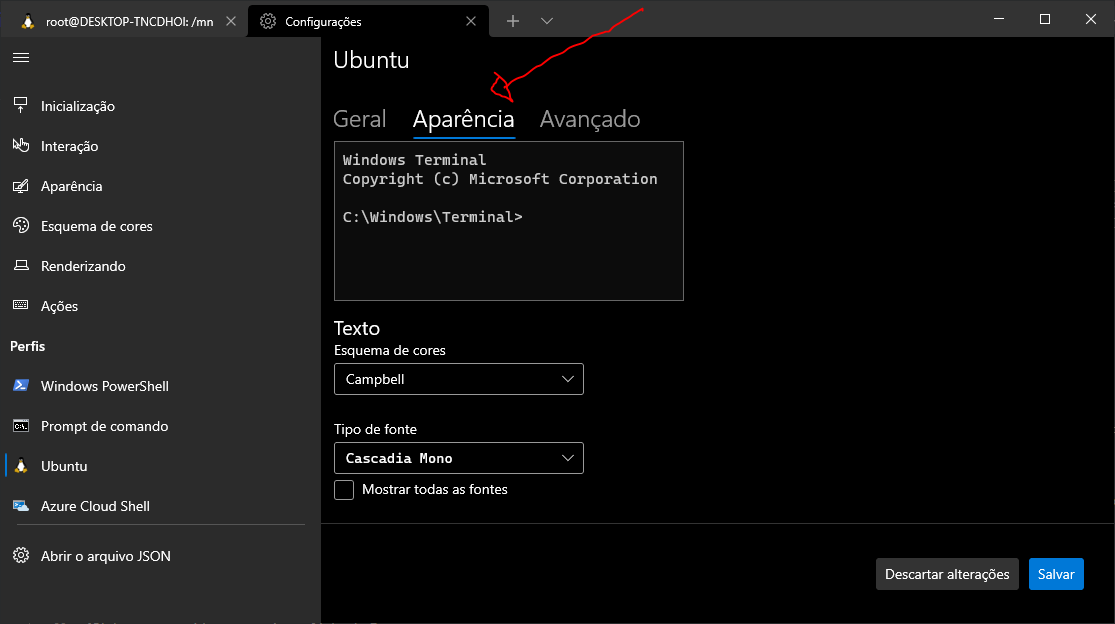 root@DESKTOP-TNCDHOI: /mn
Configurações
Inicialização
Interação
Aparência
Esquema de cores
Renderizando
Ações
Perfis
Windows PowerShell
Prompt de comando
Ubuntu
Azure Cloud Shell
Abrir o arquivo JSON
Ubuntu
Geral Aparência Avançado
Windows Terminal
Copyright (c) Microsoft Corporation
C:\Windows\Terminal>
Texto
Esquema de cores
Campbell
Tipo de fonte
Cascadia Mono
Mostrar todas as fontes
Descartar alterações Salvar